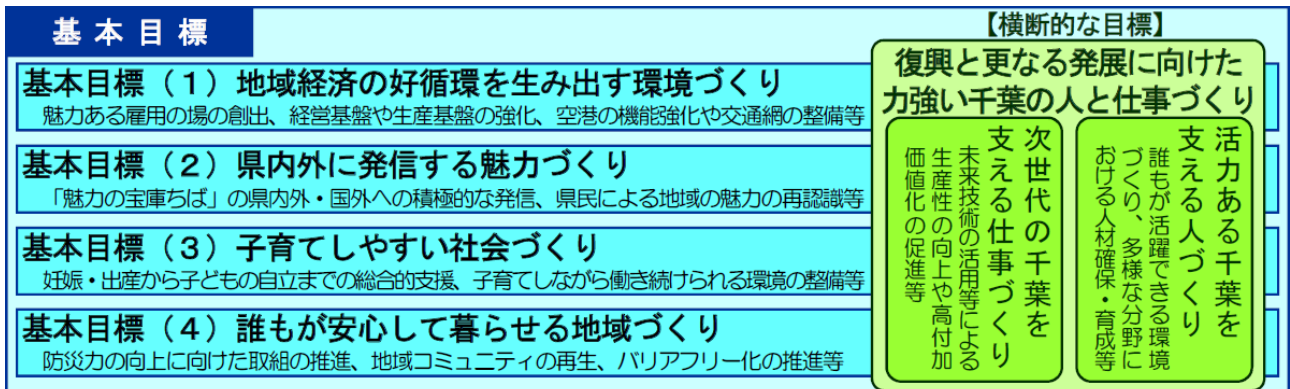 基本目標
基本目標（１）地域経済の好循環を生み出す環境づくり
魅力ある雇用の場の創出、経営基盤や生産基盤の強化、空港の機能強化や交通網の整備等
基本目標（２）県内外に発信する魅力づくり
「魅力の宝庫ちば」の県内外・国外への積極的な発信、県民による地域の魅力の再認識等
基本目標（３）子育てしやすい社会づくり
妊娠・出産から子どもの自立までの総合的支援、子育てしながら働き続けられる環境の整備等
基本目標（４）誰もが安心して暮らせる地域づくり
防災力の向上に向けた取組の推進、地域コミュニティの再生、バリアフリー化の推進等
【横断的な目標】
復興と更なる発展に向けた
力強い千葉の人と仕事づくり
活力ある千葉を
支える人づくり
誰もが活躍できる環境
づくり、多様な分野に
おける人材確保・育成等
次世代の千葉を
支える仕事づくり
未来技術の活用等による
生産性の向上や高付加
価値化の促進等